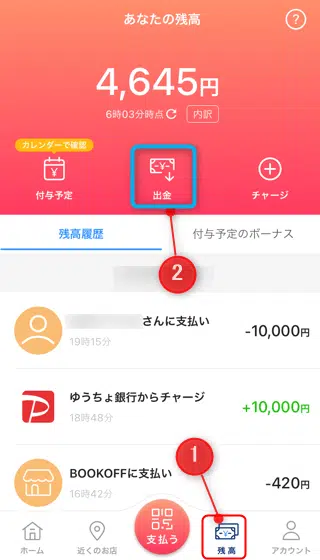 あなたの残高
?
4,645円
6時03分時点
内訳
カレンダーで確認
付与予定
出金
チャージ
残高履歴
付与予定のボーナス
2
さんに支払い
19時15分
-10,000円
ゆうちょ銀行からチャージ
18時48分
+10,000円
1
BOOKOFFに支払い
16時42分
-420円
ホーム
近くのお店
支払う
残高
アカウント